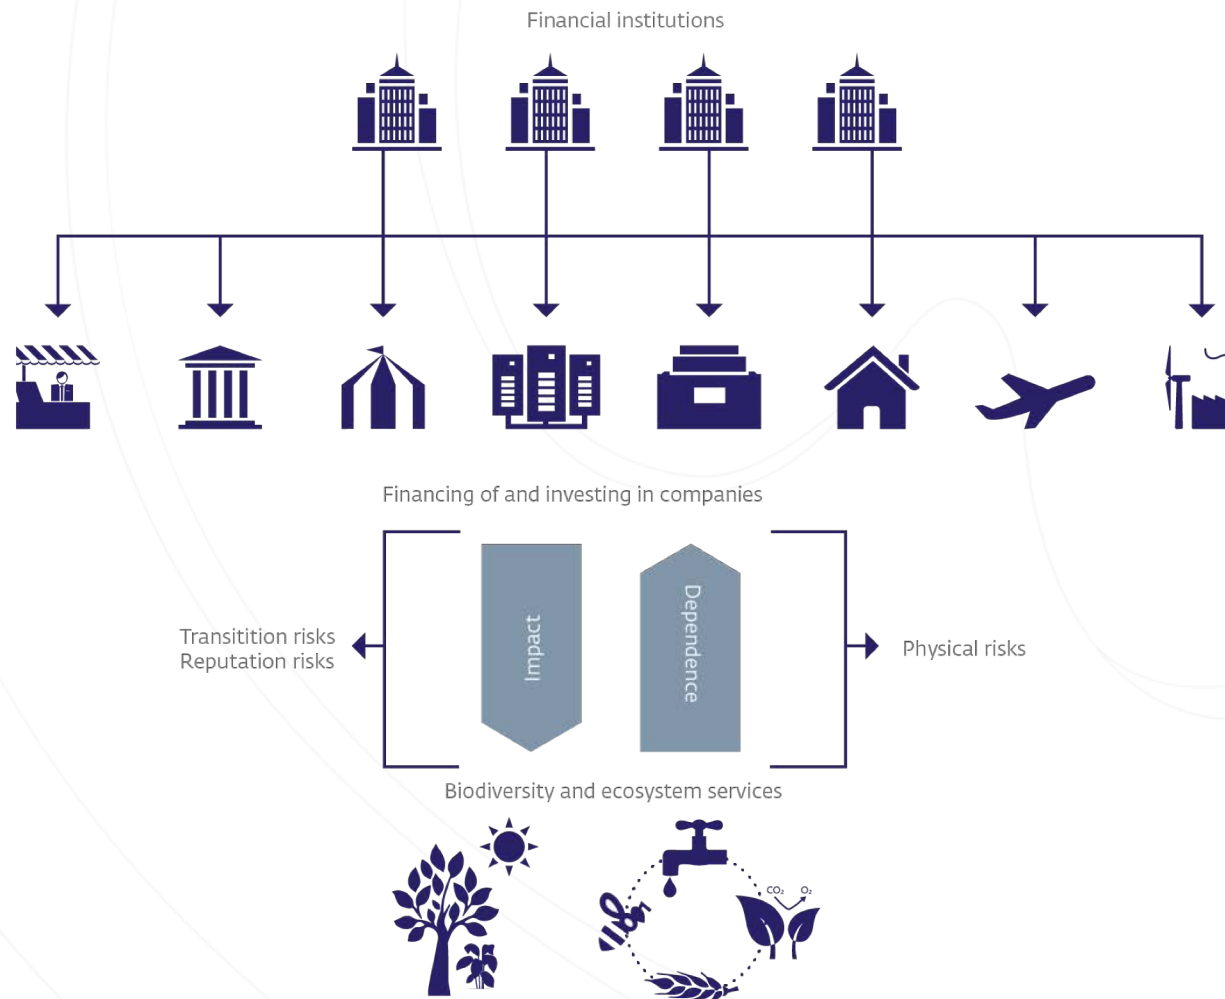 Financial institutions
Financing of and investing in companies
Impact
Dependence
Transitition risks
Reputation risks
Physical risks
Biodiversity and ecosystem services
CO₂
O₂